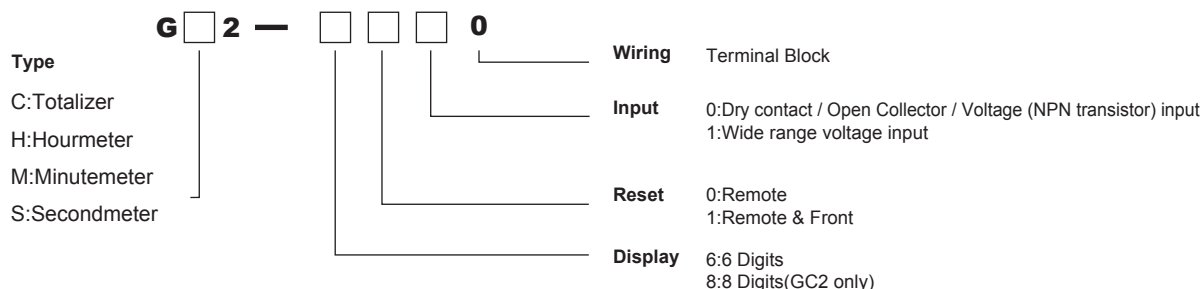 G□2 — □□□0
Type
C:Totalizer
H:Hourmeter
M:Minutemeter
S:Secondmeter
Wiring Terminal Block
Input 0:Dry contact / Open Collector / Voltage (NPN transistor) input
1:Wide range voltage input
Reset 0:Remote
1:Remote & Front
Display 6:6 Digits
8:8 Digits(GC2 only)